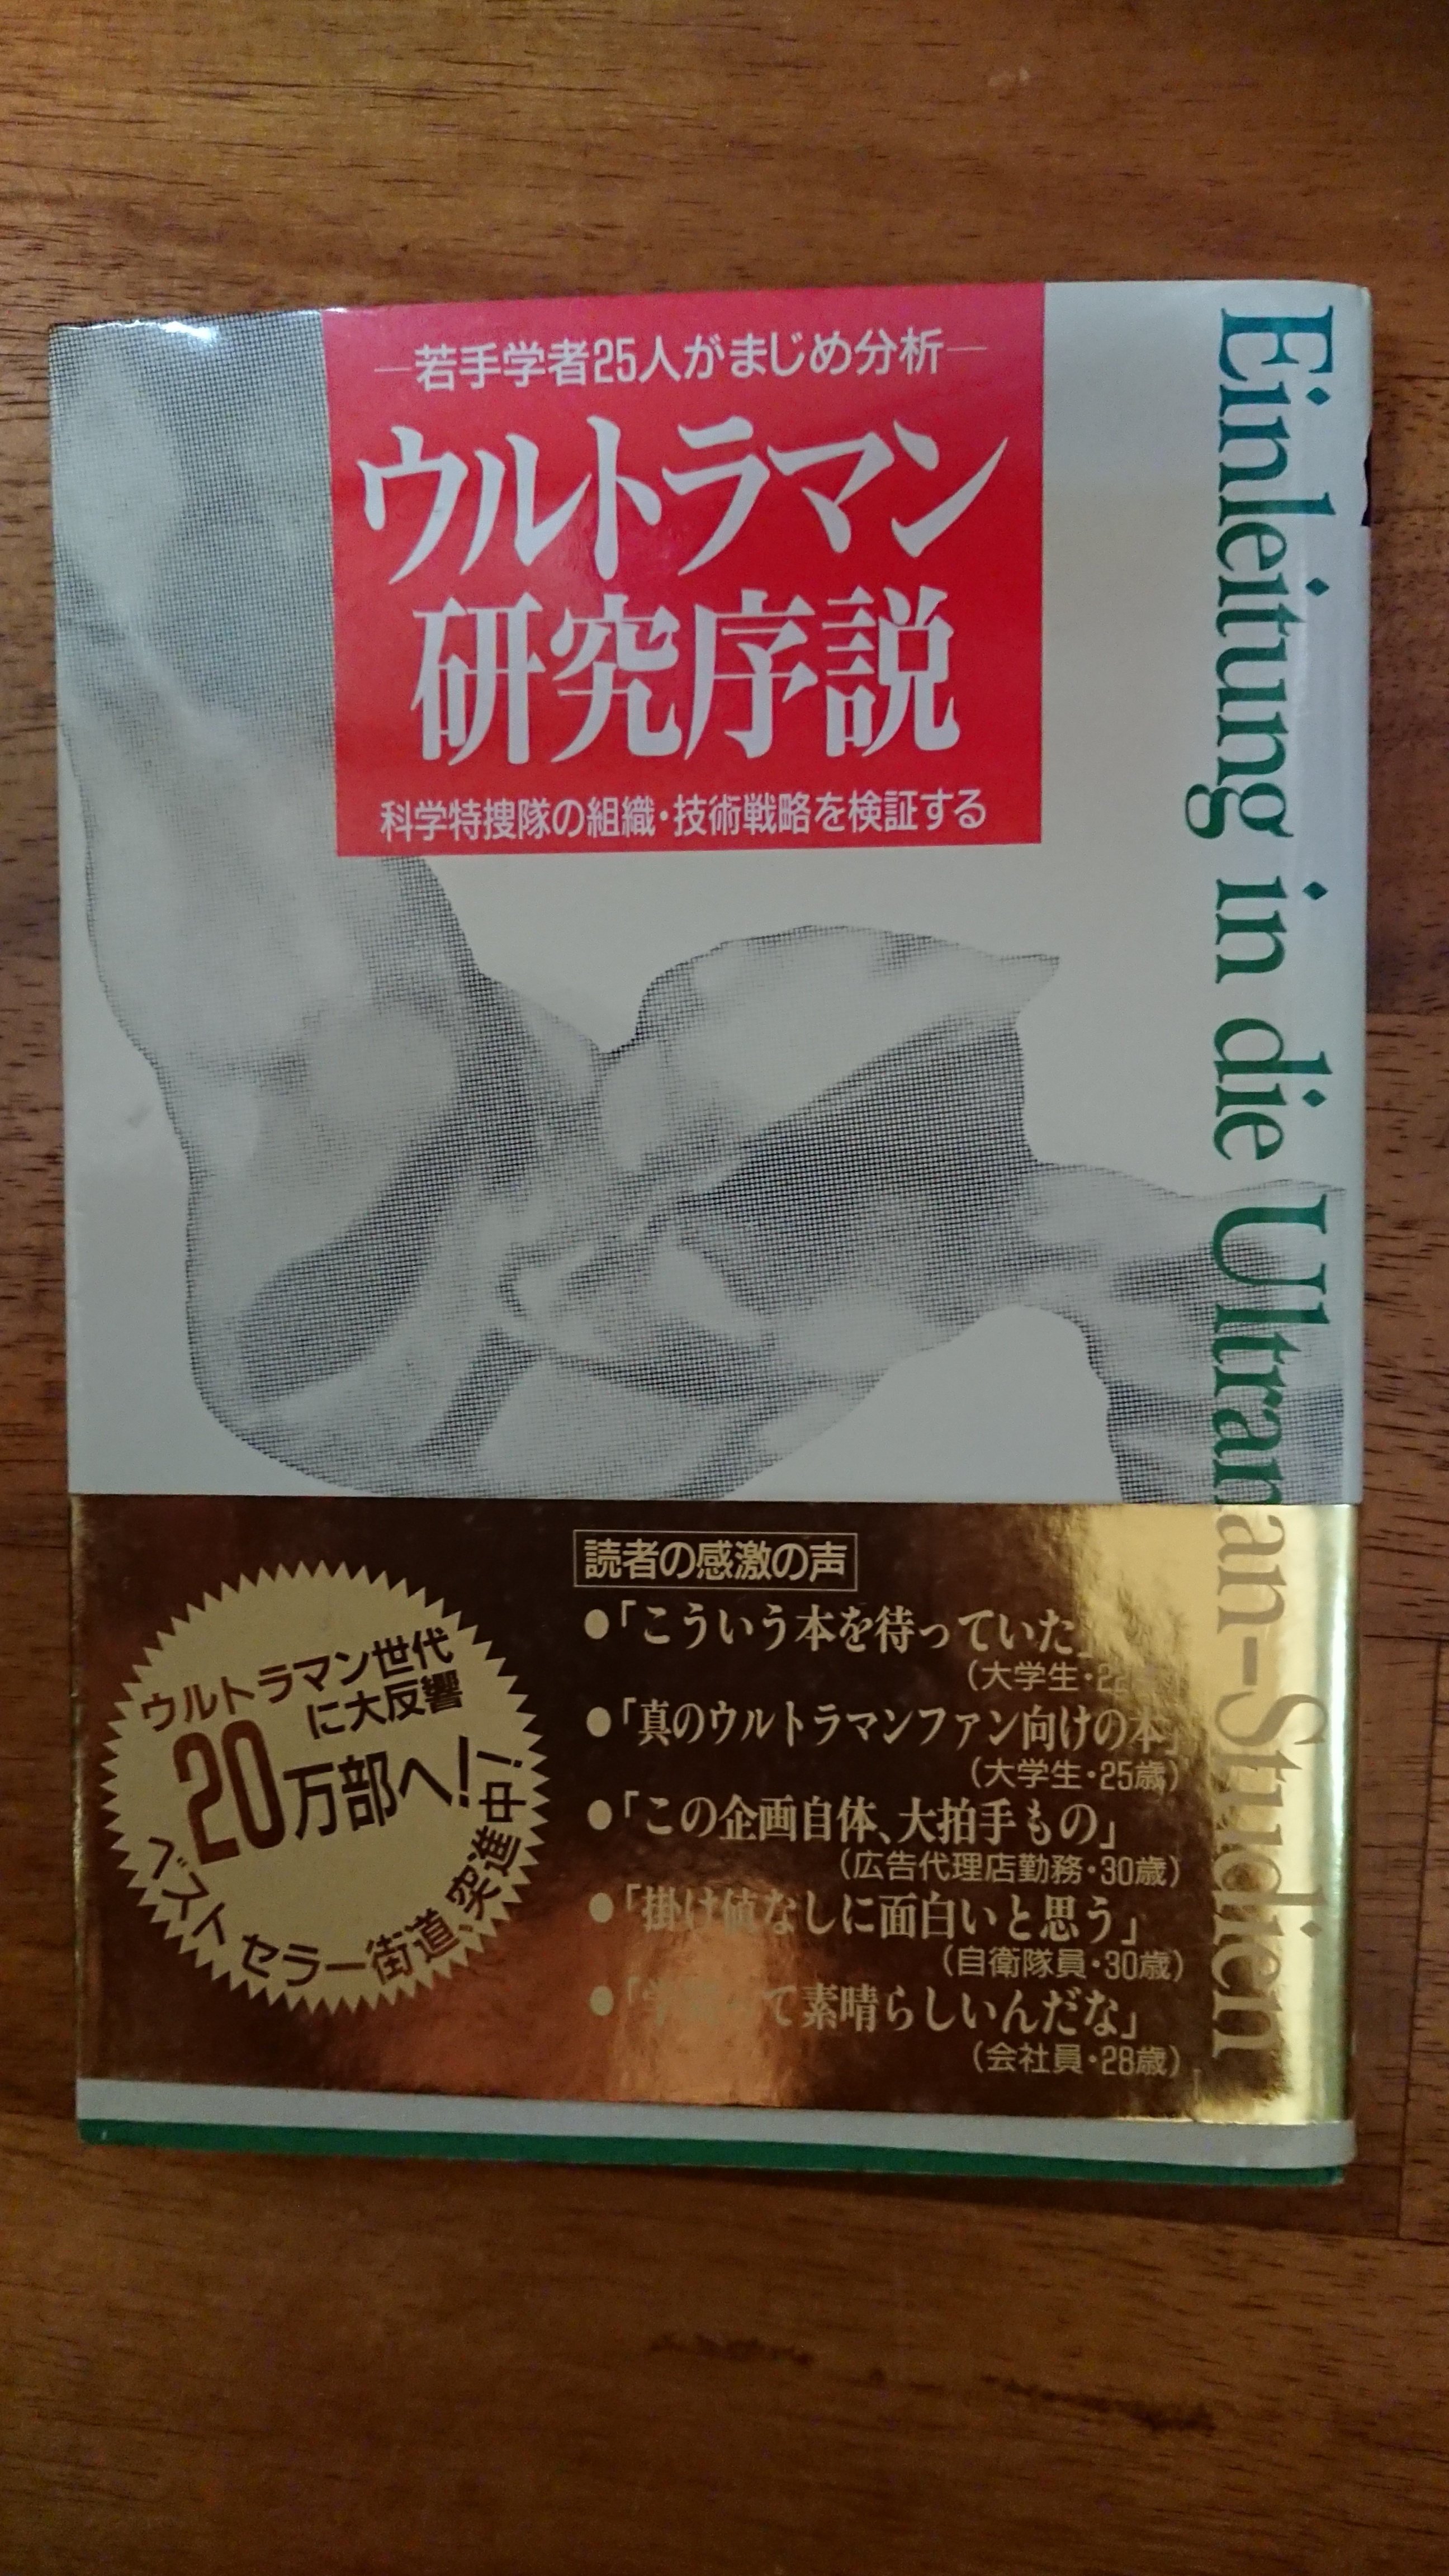 ―若手学者25人がまじめ分析―
ウルトラマン
研究序説
科学特捜隊の組織・技術戦略を検証する
Einleitung in die Ultraman-Studien
ウルトラマン世代
に大反響
20万部へ!
ベストセラー街道、突進中!
読者の感激の声
●「こういう本を待っていた」
(大学生・22
●「真のウルトラマンファン向けの本」
(大学生・25歳)
●「この企画自体、大拍手もの」
(広告代理店勤務・30歳)
●「掛け値なしに面白いと思う」
(自衛隊員・30歳)
●「学 て素晴らしいんだな」
(会社員・28歳)